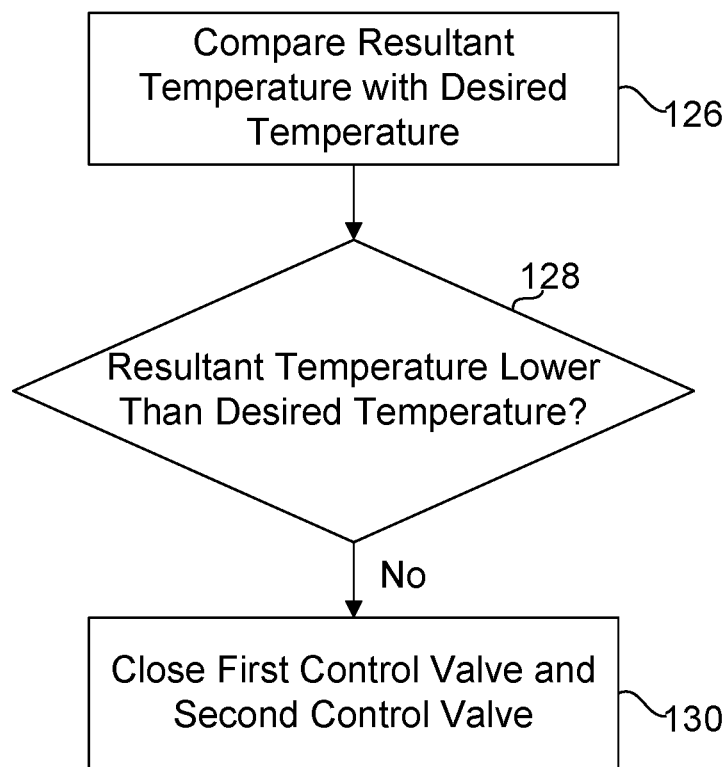 Compare Resultant
Temperature with Desired
Temperature
126
128
Resultant Temperature Lower
Than Desired Temperature?
No
Close First Control Valve and
Second Control Valve
130